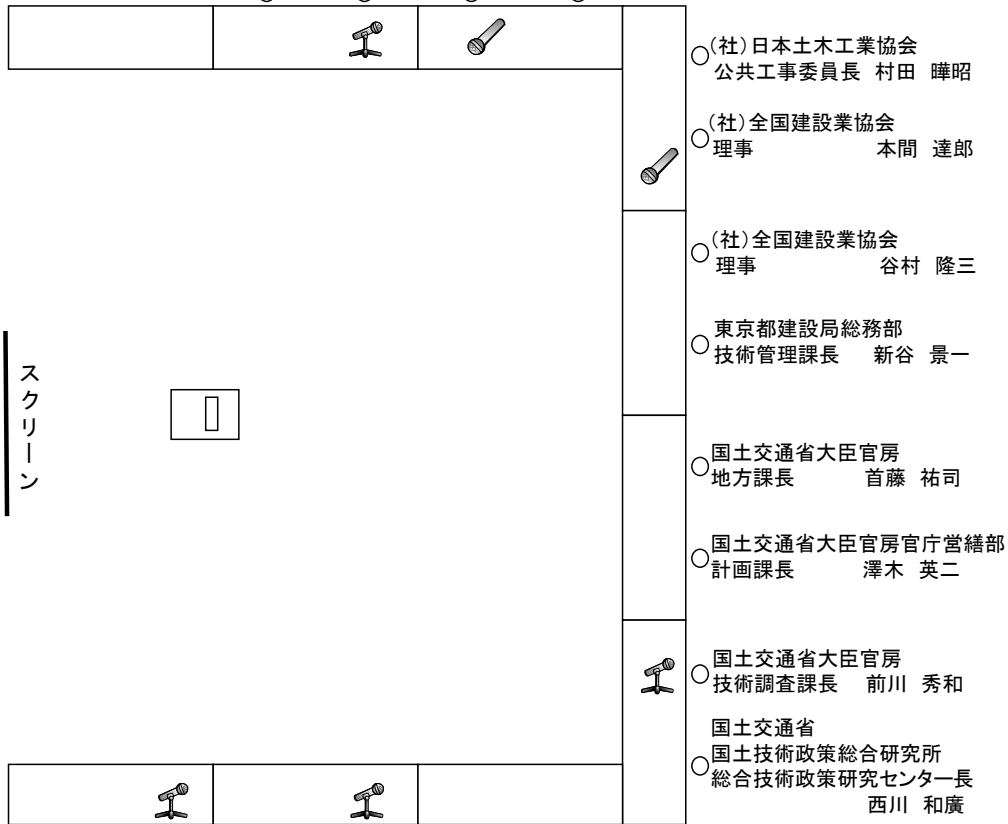 (社)日本土木工業協会
公共工事委員長 村田 曄昭
(社)全国建設業協会
理事 本間 達郎
(社)全国建設業協会
理事 谷村 隆三
東京都建設局総務部
技術管理課長 新谷 景一
スクリーン
国土交通省大臣官房
地方課長 首藤 祐司
国土交通省大臣官房官庁営繕部
計画課長 澤木 英二
国土交通省大臣官房
技術調査課長 前川 秀和
国土交通省
国土技術政策総合研究所
総合技術政策研究センター長
西川 和廣